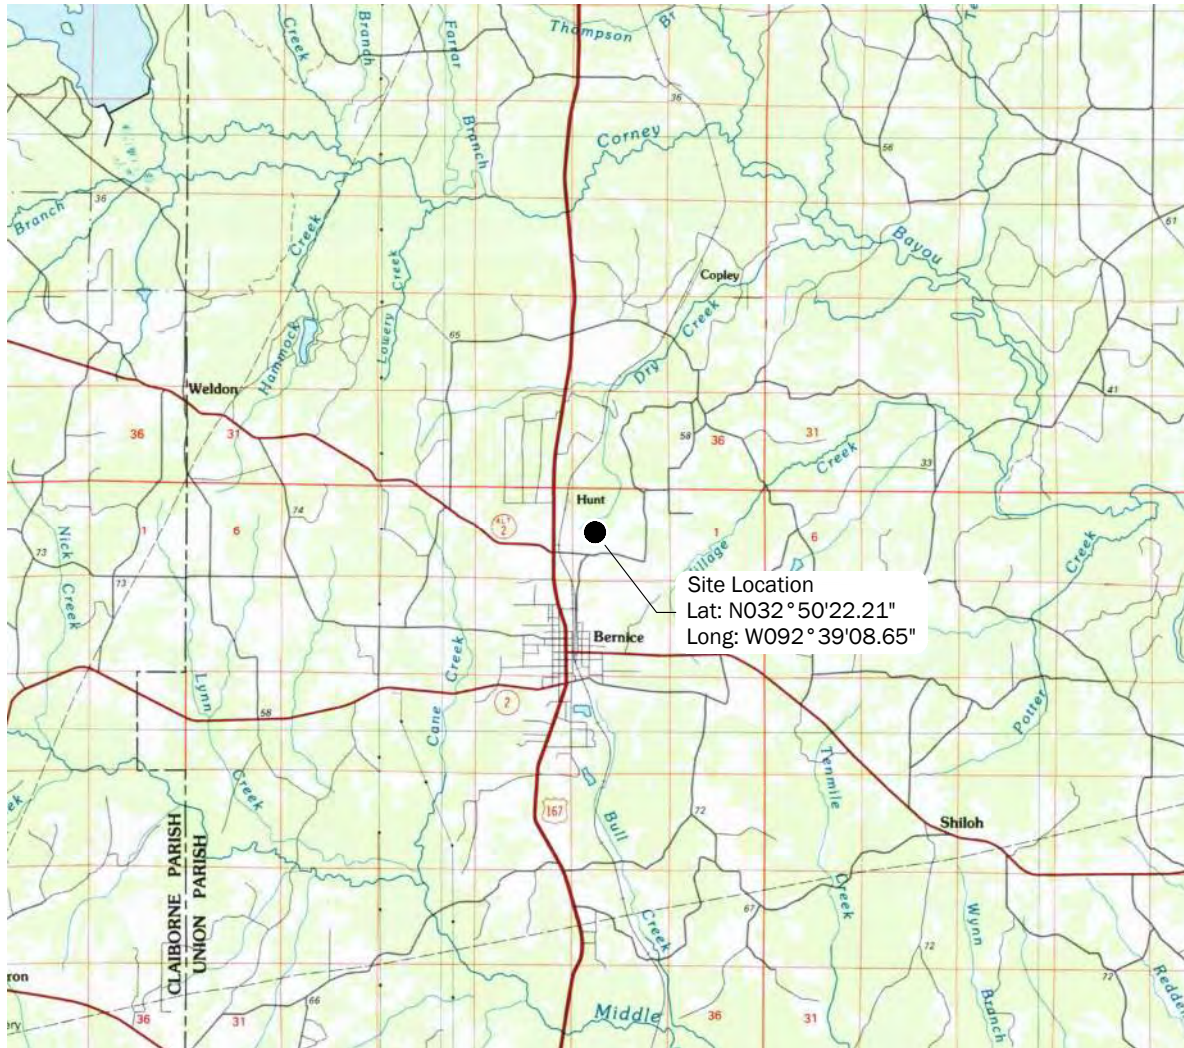 Thompson
Br
Creek
Branch
Farrar
Branch
36
Corney
56
36
Branch
Creek
Bayou
61
Copley
Creek
Lowery
65
Dry Creek
Hammock
Weldon
41
36
31
58
36
31
Creek
33
Hunt
74
ALT
2
1
6
1
6
Nick
Creek
73
73
Village
Creek
Site Location
Lat: N032°50'22.21"
Long: W092°39'08.65"
Bernice
Creek
Lynn
58
2
Cane
Potter
Creek
Tenmile
167
72
Bull
Shiloh
CLAIBORNE PARISH
UNION PARISH
Creek
67
Creek
Wynn
Branch
72
72
Redden
ron
66
36
31
ery
Middle
36
31